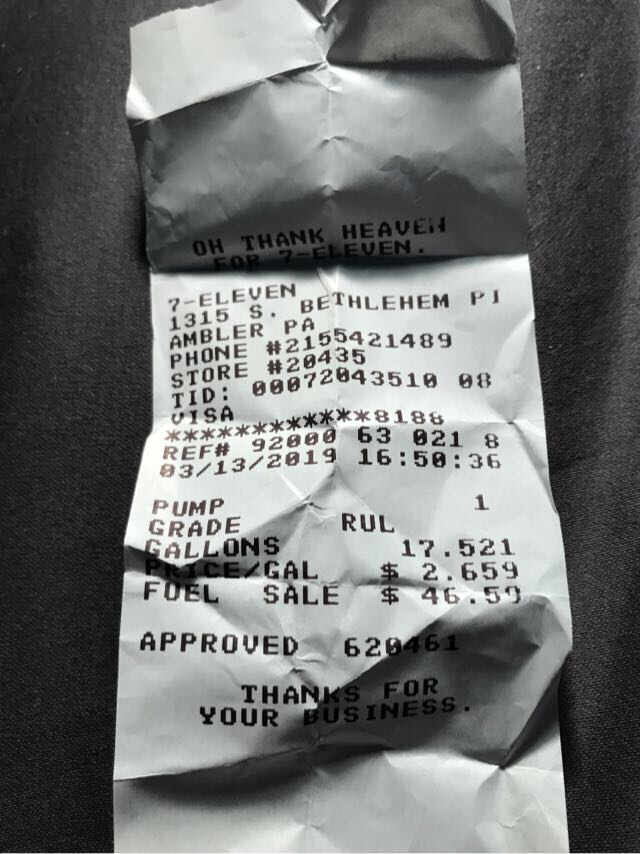 OH THANK HEAVEN
FOR 7-ELEVEN.
7-ELEVEN
1315 S. BETHLEHEM PI
AMBLER PA
PHONE #2155421489
STORE #20435
TID: 00072043510 08
VISA
************8188
REF# 92000 63 021 8
03/13/2019 16:50:36
PUMP 1
GRADE RUL
GALLONS 17.521
PRICE/GAL $ 2.659
FUEL SALE $ 46.59
APPROVED 620461
THANKS FOR
YOUR BUSINESS.